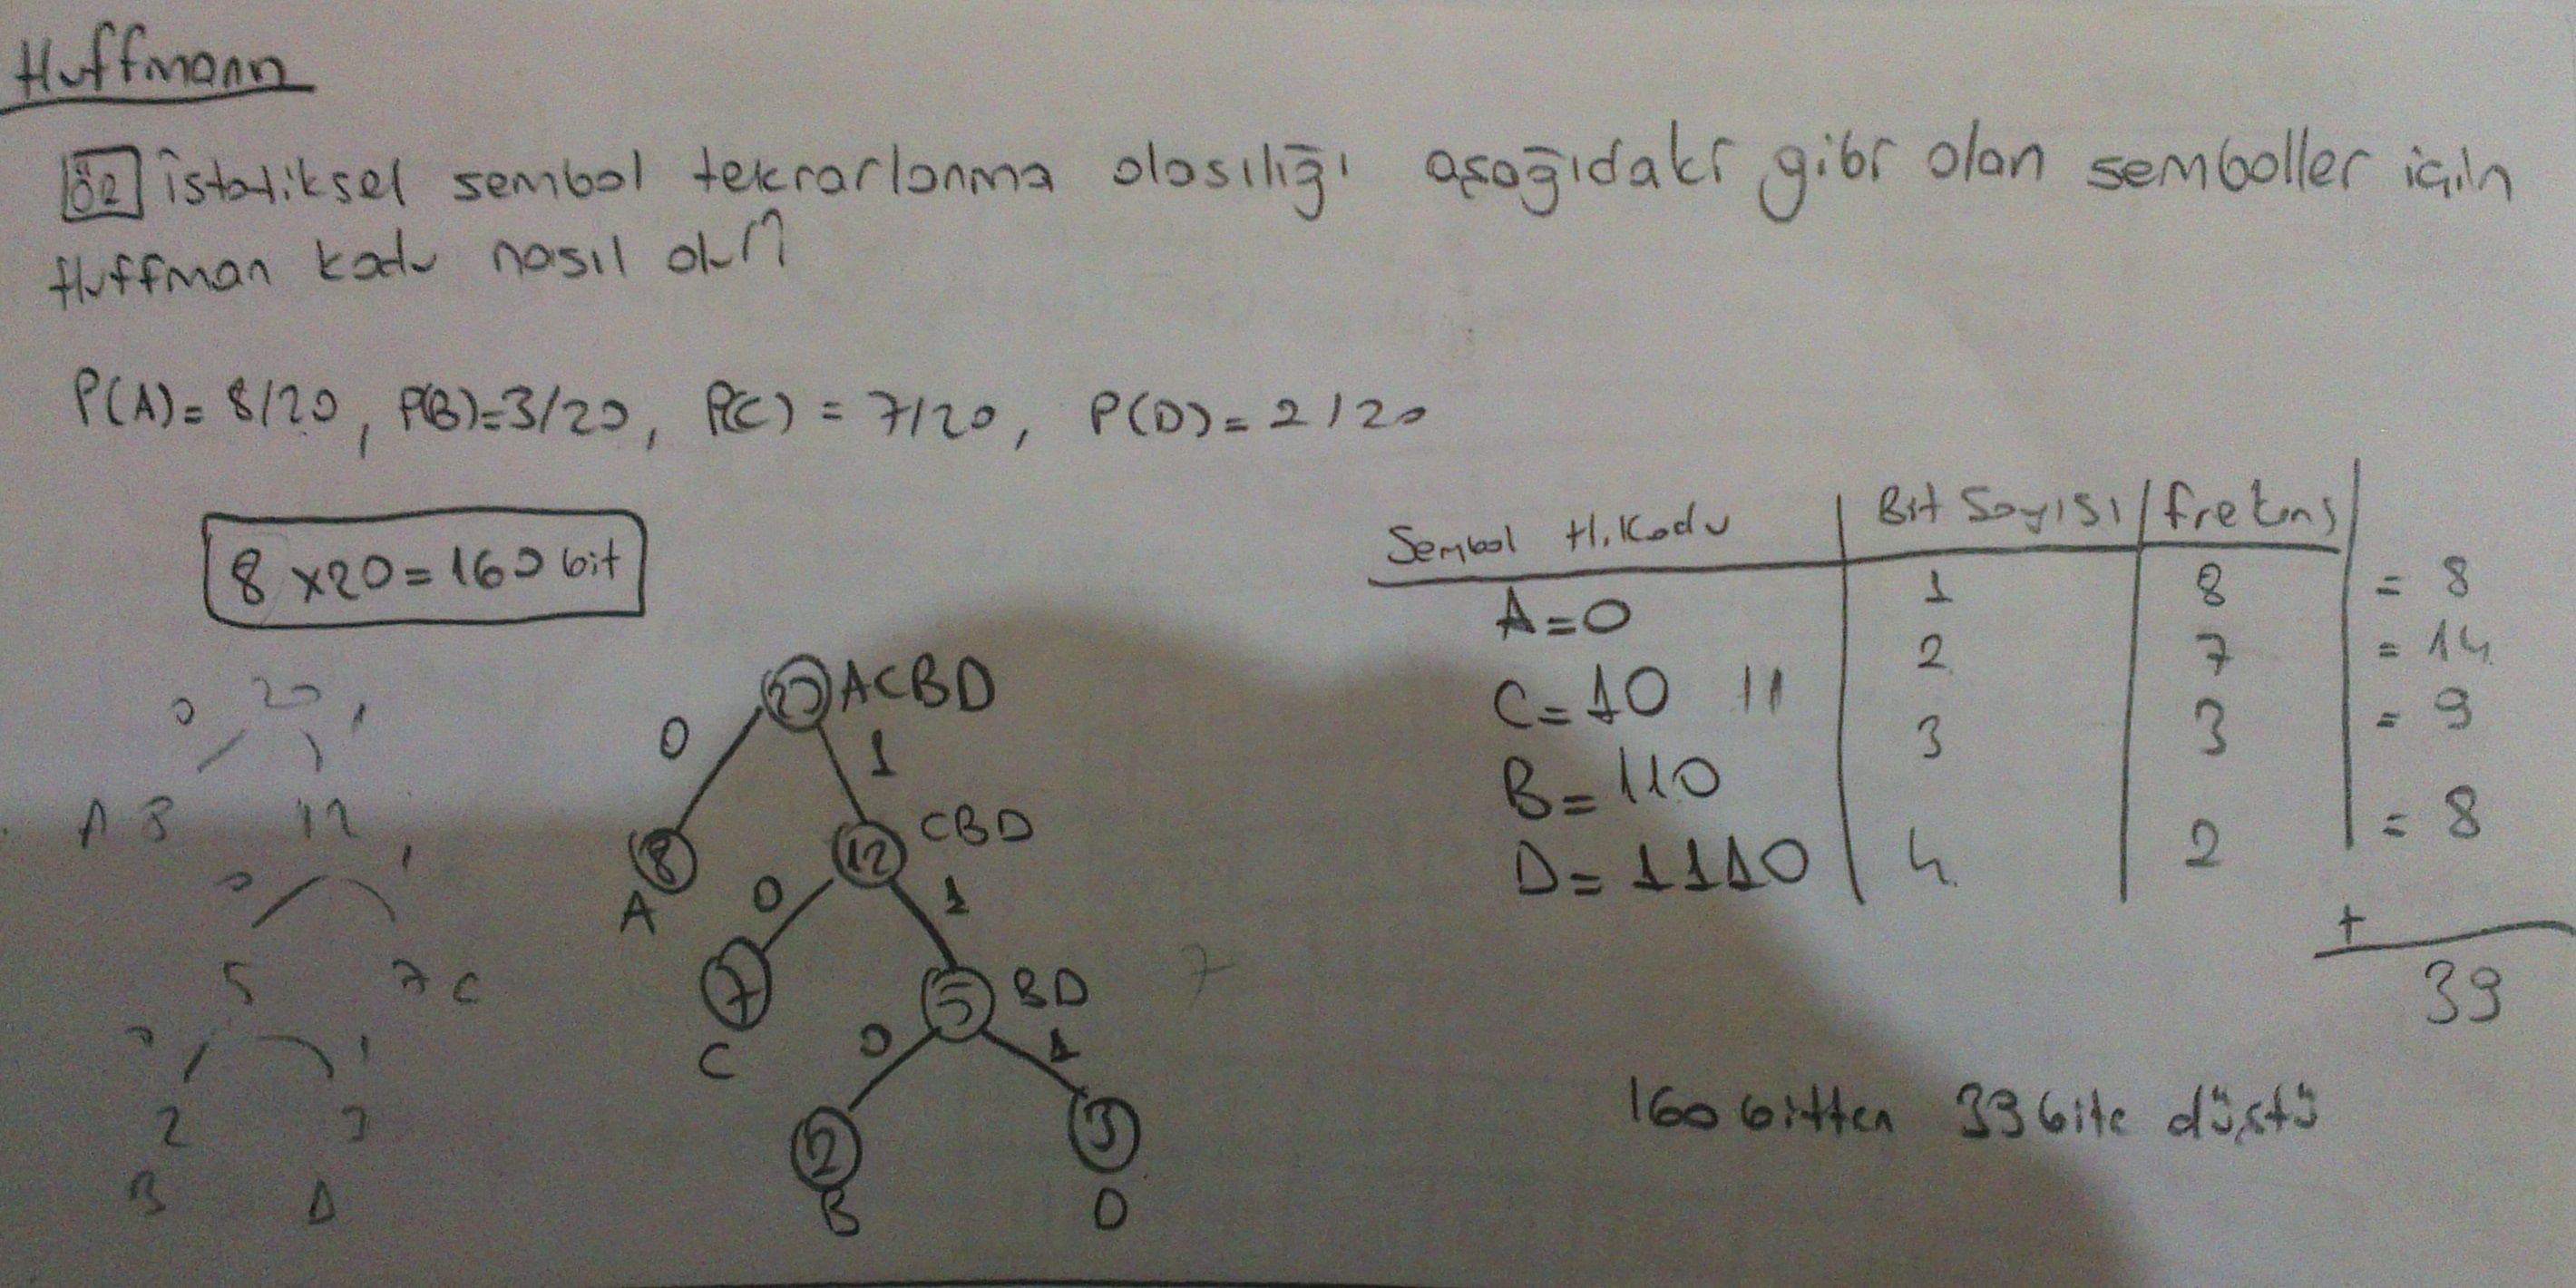 Huffmann
ÖR İstatiksel sembol tekrarlanma olasılığı aşağıdaki gibi olan semboller için
Huffman kodu nasıl olur?
P(A)= 8/20, P(B)=3/20, P(C) = 7/20, P(D)= 2/20
8 x20=160 bit
Sembol H.Kodu Bit Sayısı frekans
A=0 1 8 = 8
C=10 11 2 7 = 14
B=110 3 3 = 9
D=1110 4 2 = 8
+
39
160 bitten 39 bite düştü
20 ACBD
0 1
8 12 CBD
A 0 1
7 5 BD
C 0 1
2 3
B D
20
0 1
A 8 12
0 1
5 7 C
0 1
2 3
B D
7